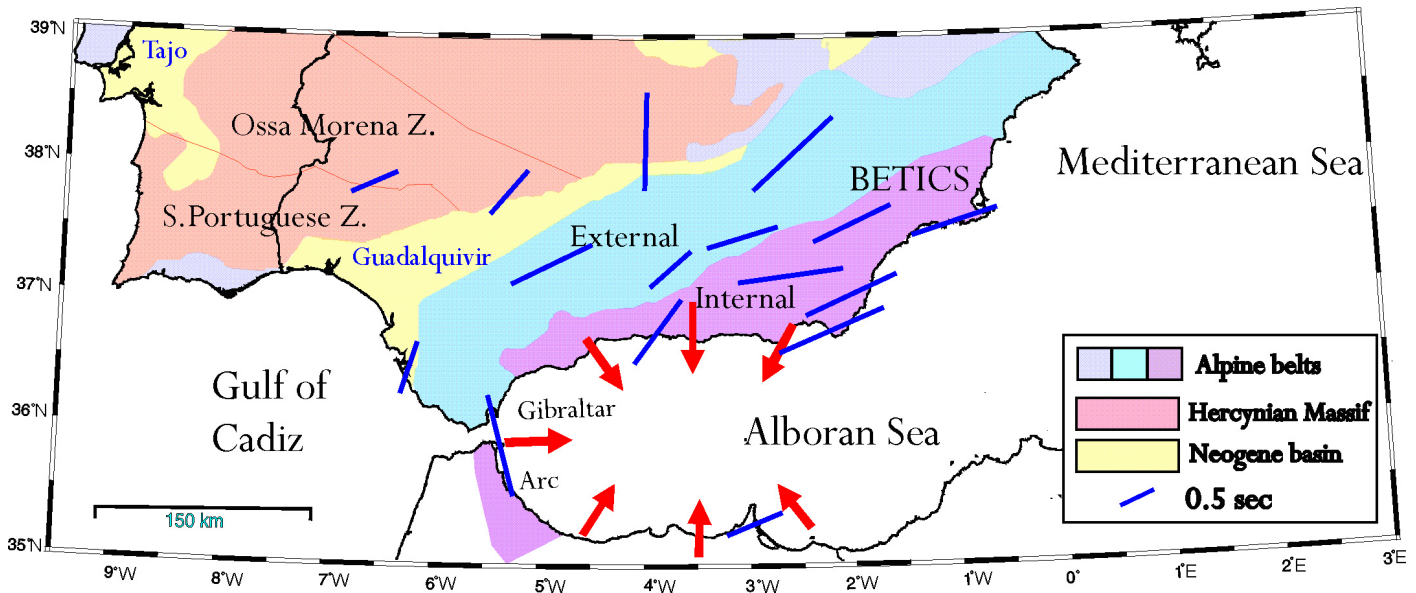 39°N
Tajo
Ossa Morena Z.
38°N
Mediterranean Sea
BETICS
S.Portuguese Z.
External
Guadalquivir
37°N
Internal
Alpine belts
Gulf of
Cadiz
36°N
Gibraltar
Hercynian Massif
Alboran Sea
Neogene basin
Arc
0.5 sec
150 km
35°N
9°W
8°W
7°W
6°W
5°W
4°W
3°W
2°W
1°W
0°
1°E
2°E
3°E